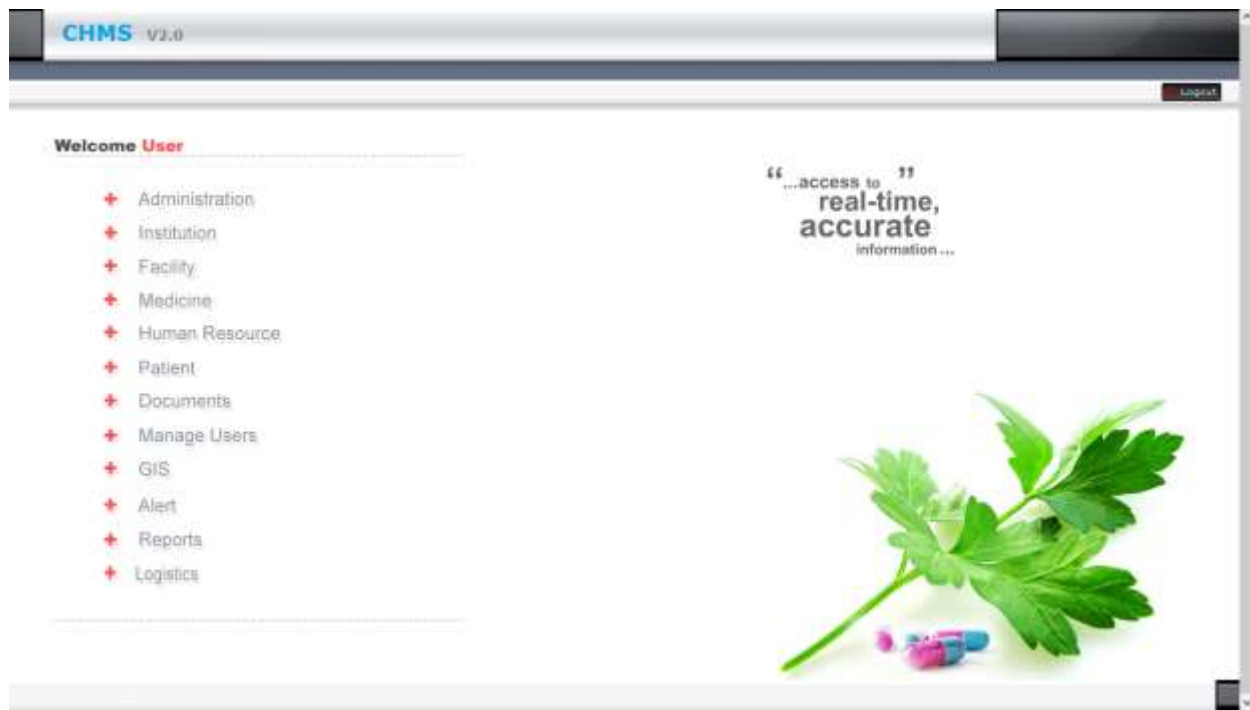 CHMS V2.0
Logout
Welcome User
“...access to ”
real-time,
accurate
information ...
Administration
Institution
Facility
Medicine
Human Resource
Patient
Documents
Manage Users
GIS
Alert
Reports
Logistics